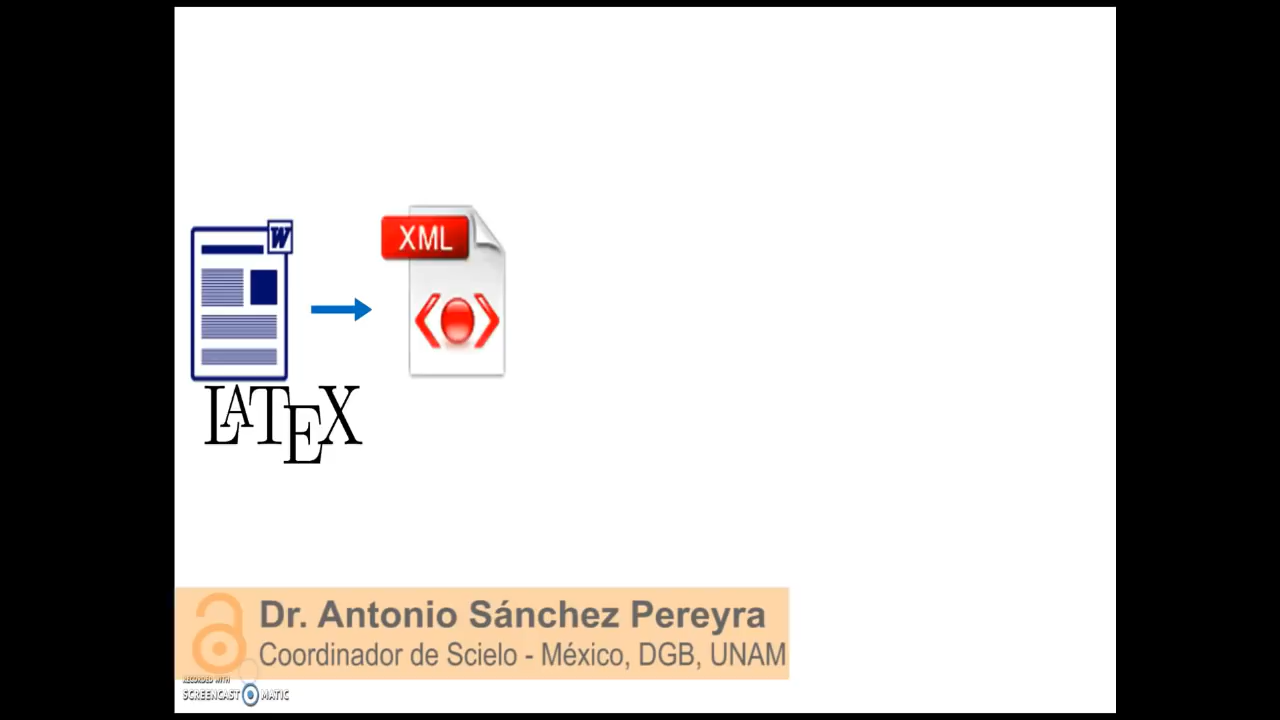 W
XML
LATEX
Dr. Antonio Sánchez Pereyra
Coordinador de Scielo - México, DGB, UNAM
RECORDED WITH
SCREENCAST MATIC